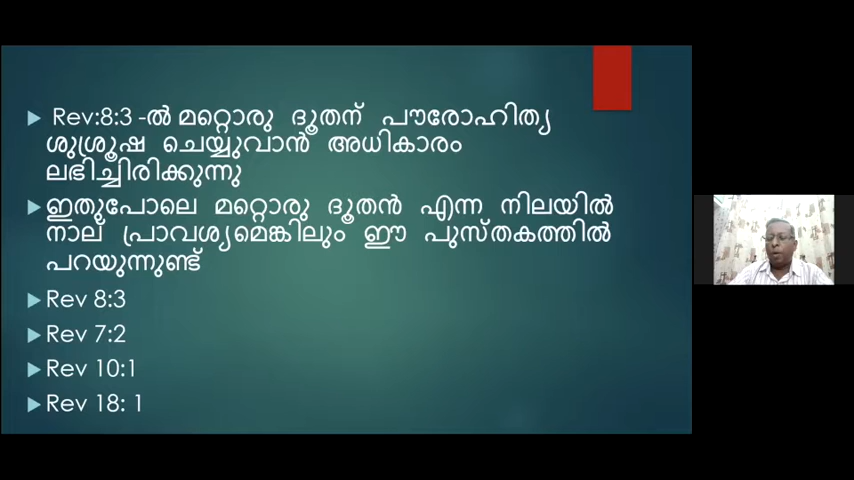 Rev:8:3 -ൽ മറ്റൊരു ദൂതന് പൗരോഹിത്യ
ശുശ്രൂഷ ചെയ്യുവാൻ അധികാരം
ലഭിച്ചിരിക്കുന്നു
ഇതുപോലെ മറ്റൊരു ദൂതൻ എന്ന നിലയിൽ
നാല് പ്രാവശ്യമെങ്കിലും ഈ പുസ്തകത്തിൽ
പറയുന്നുണ്ട്
Rev 8:3
Rev 7:2
Rev 10:1
Rev 18: 1